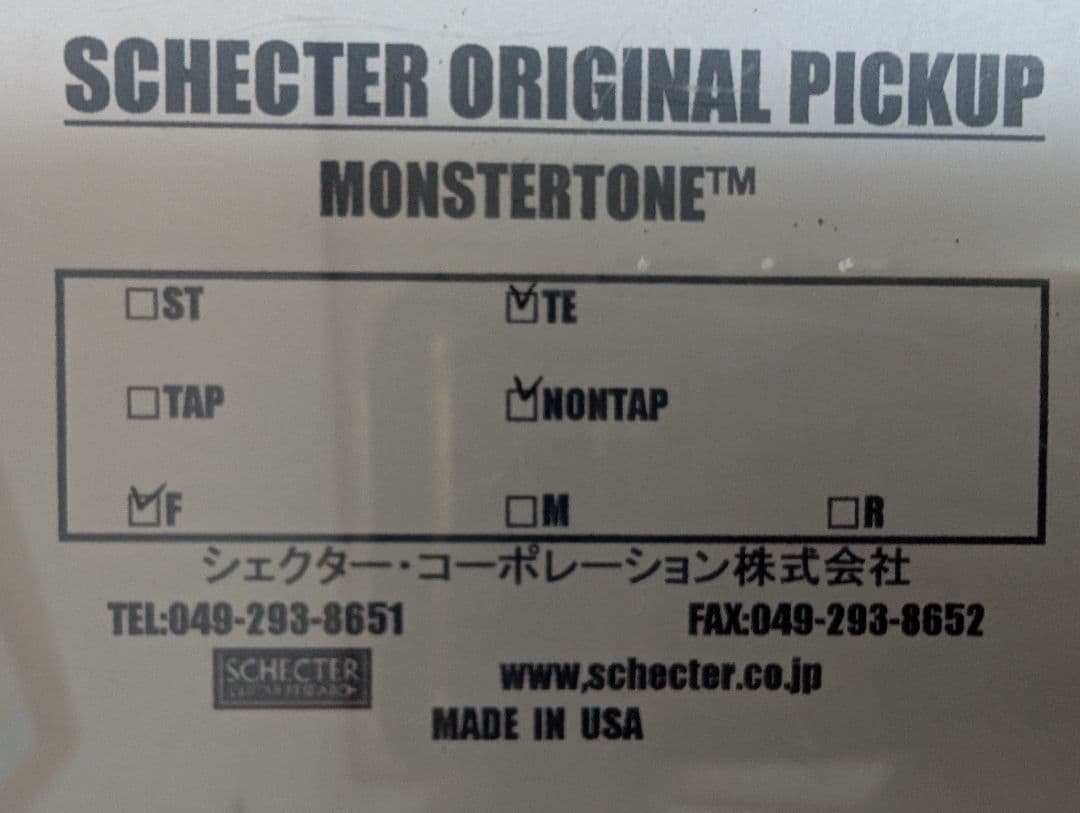 SCHECTER ORIGINAL PICKUP
MONSTERTONE™
☐ST ☑TE
☐TAP ☑NONTAP
☑F ☐M ☐R
シェクター・コーポレーション株式会社
TEL:049-293-8651 FAX:049-293-8652
SCHECTER www,schecter.co.jp
MADE IN USA